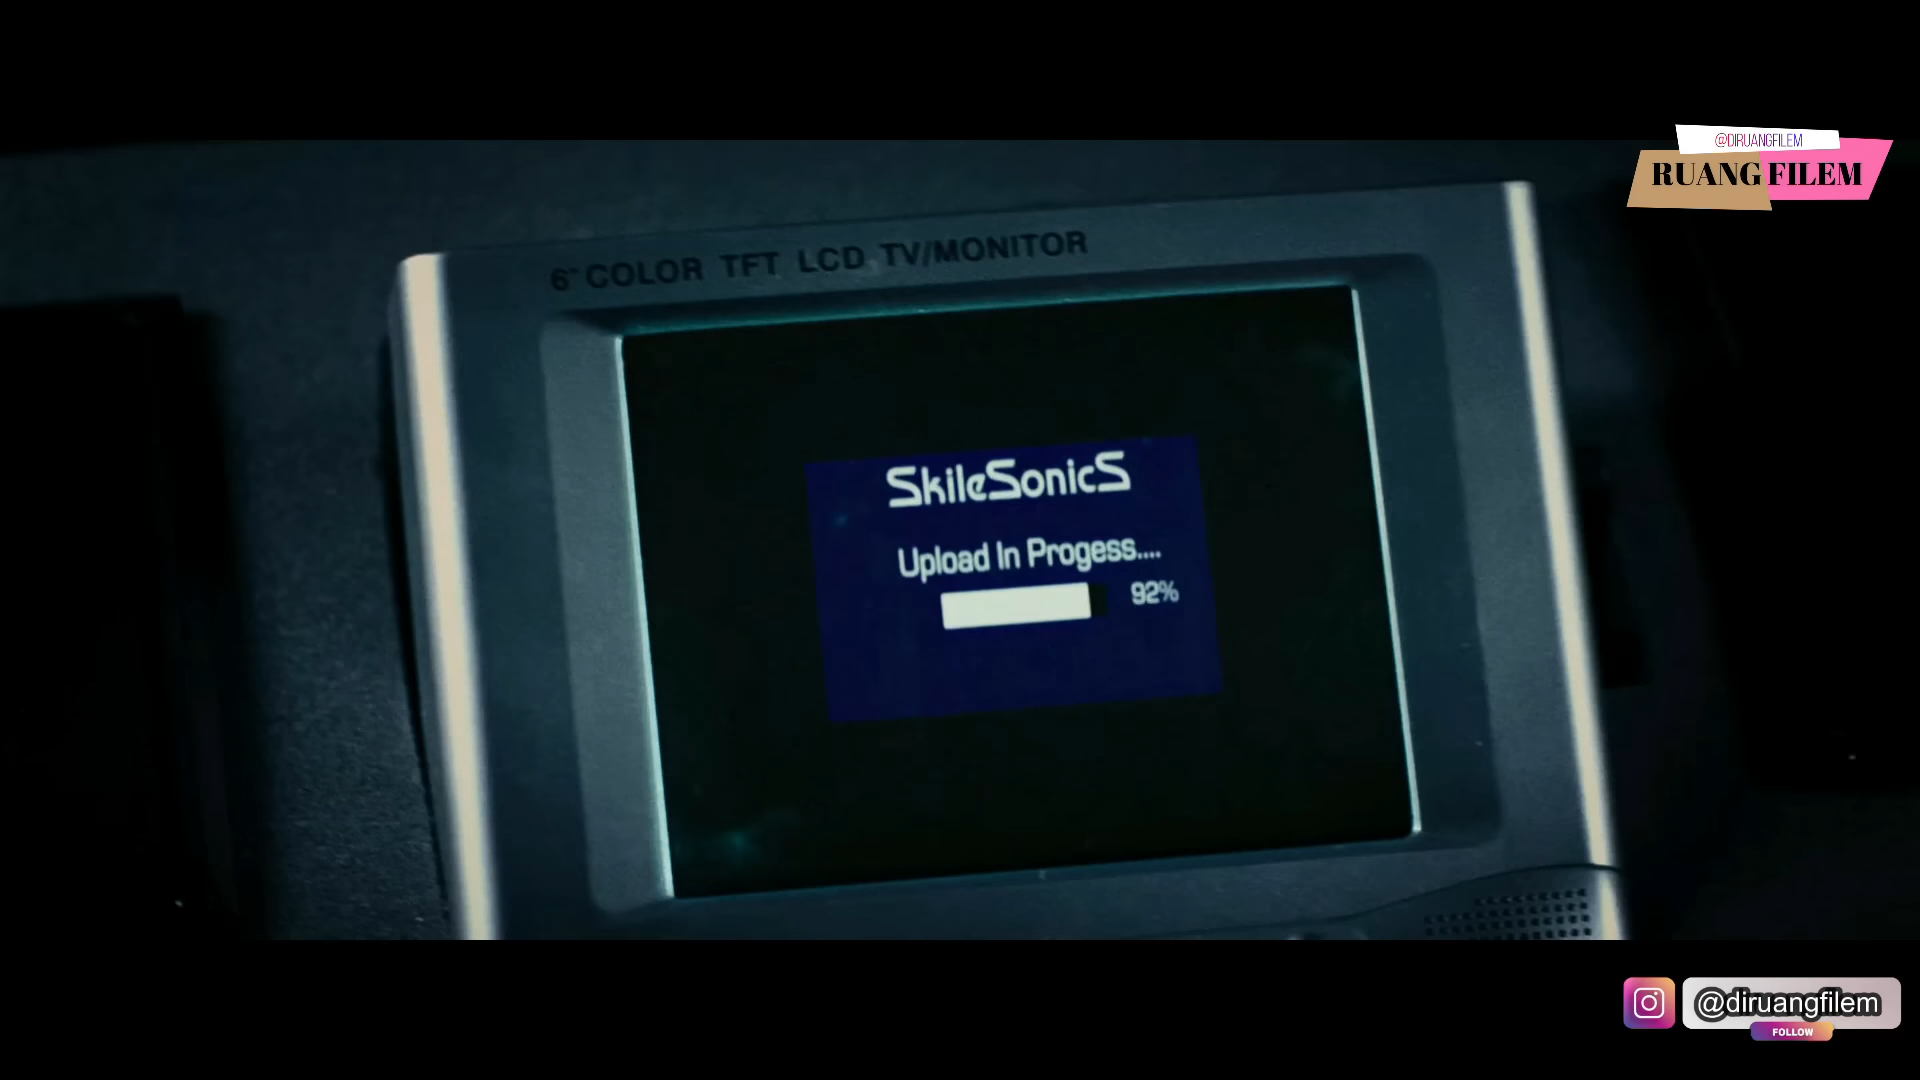 @DIRUANGFILEM
RUANG FILEM
6" COLOR TFT LCD TV/MONITOR
SkileSonicS
Upload In Progess....
92%
@diruangfilem
FOLLOW